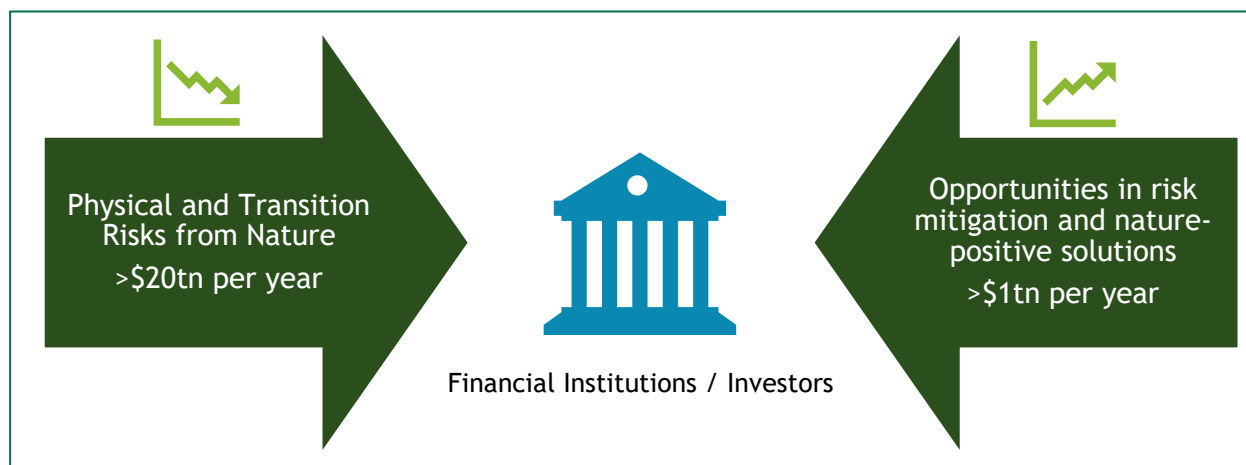 Physical and Transition
Risks from Nature
>$20tn per year
Opportunities in risk
mitigation and nature-
positive solutions
>$1tn per year
Financial Institutions / Investors